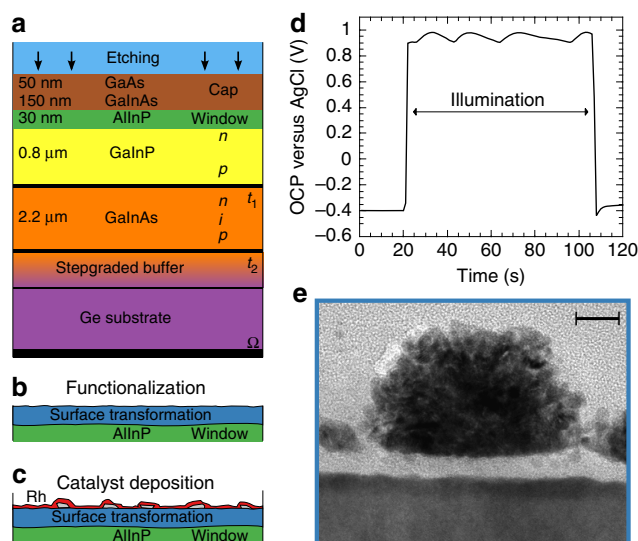 a
Etching
50 nm GaAs
150 nm GaInAs
Cap
30 nm AlInP Window
n
0.8 μm GaInP
p
n t1
2.2 μm GaInAs i
p
Stepgraded buffer t2
Ge substrate
Ω
b
Functionalization
Surface transformation
AlInP Window
c
Catalyst deposition
Rh
Surface transformation
AlInP Window
d
OCP versus AgCl (V)
1
0.8
0.6
0.4
0.2
0
−0.2
−0.4
−0.6
Illumination
0 20 40 60 80 100 120
Time (s)
e